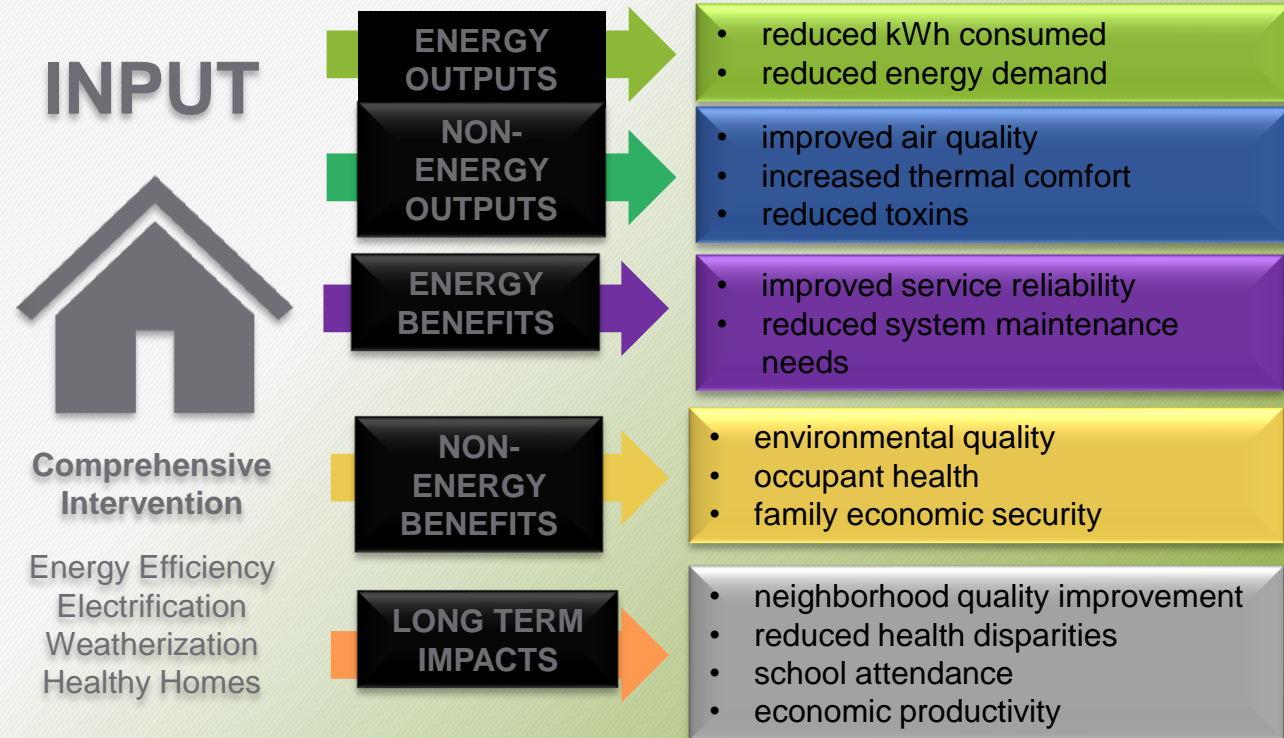 INPUT
Comprehensive
Intervention
Energy Efficiency
Electrification
Weatherization
Healthy Homes
ENERGY
OUTPUTS
• reduced kWh consumed
• reduced energy demand
NON-
ENERGY
OUTPUTS
• improved air quality
• increased thermal comfort
• reduced toxins
ENERGY
BENEFITS
• improved service reliability
• reduced system maintenance
needs
NON-
ENERGY
BENEFITS
• environmental quality
• occupant health
• family economic security
LONG TERM
IMPACTS
• neighborhood quality improvement
• reduced health disparities
• school attendance
• economic productivity